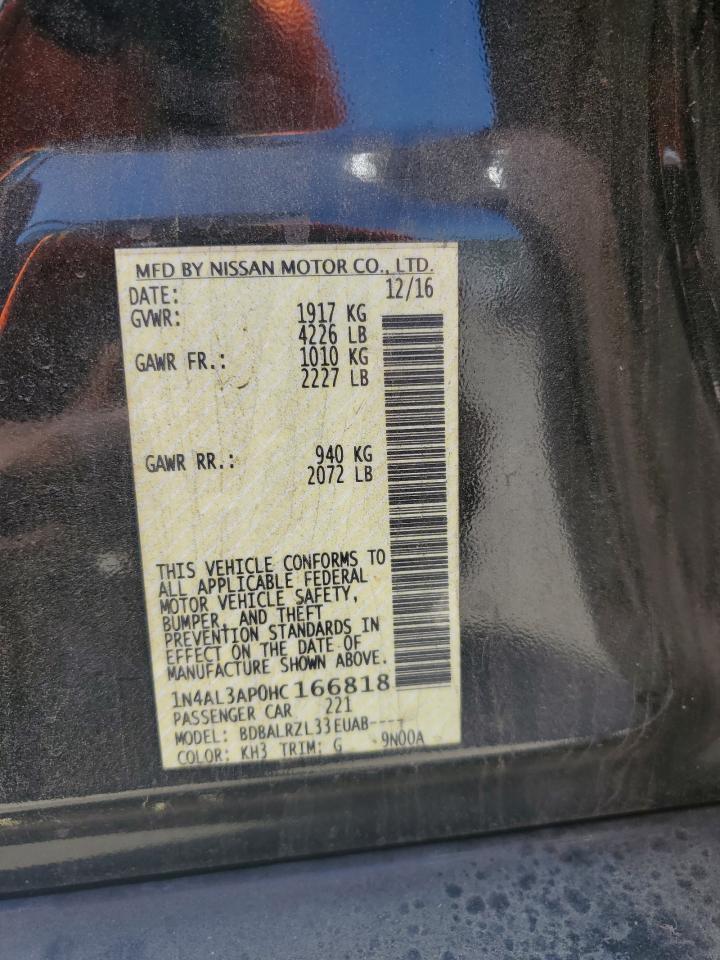 MFD BY NISSAN MOTOR CO., LTD.
DATE: 12/16
GVWR: 1917 KG
4226 LB
GAWR FR.: 1010 KG
2227 LB
GAWR RR.: 940 KG
2072 LB
THIS VEHICLE CONFORMS TO
ALL APPLICABLE FEDERAL
MOTOR VEHICLE SAFETY,
BUMPER, AND THEFT
PREVENTION STANDARDS IN
EFFECT ON THE DATE OF
MANUFACTURE SHOWN ABOVE.
1N4AL3AP0HC166818
PASSENGER CAR 221
MODEL: BDBALRZL33EUAB----
COLOR: KH3 TRIM: G 9N00A